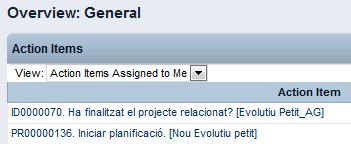 Overview: General
Action Items
View: Action Items Assigned to Me
Action Item
ID0000070. Ha finalitzat el projecte relacionat? [Evolutiu Petit_AG]
PR00000136. Iniciar planificació. [Nou Evolutiu petit]